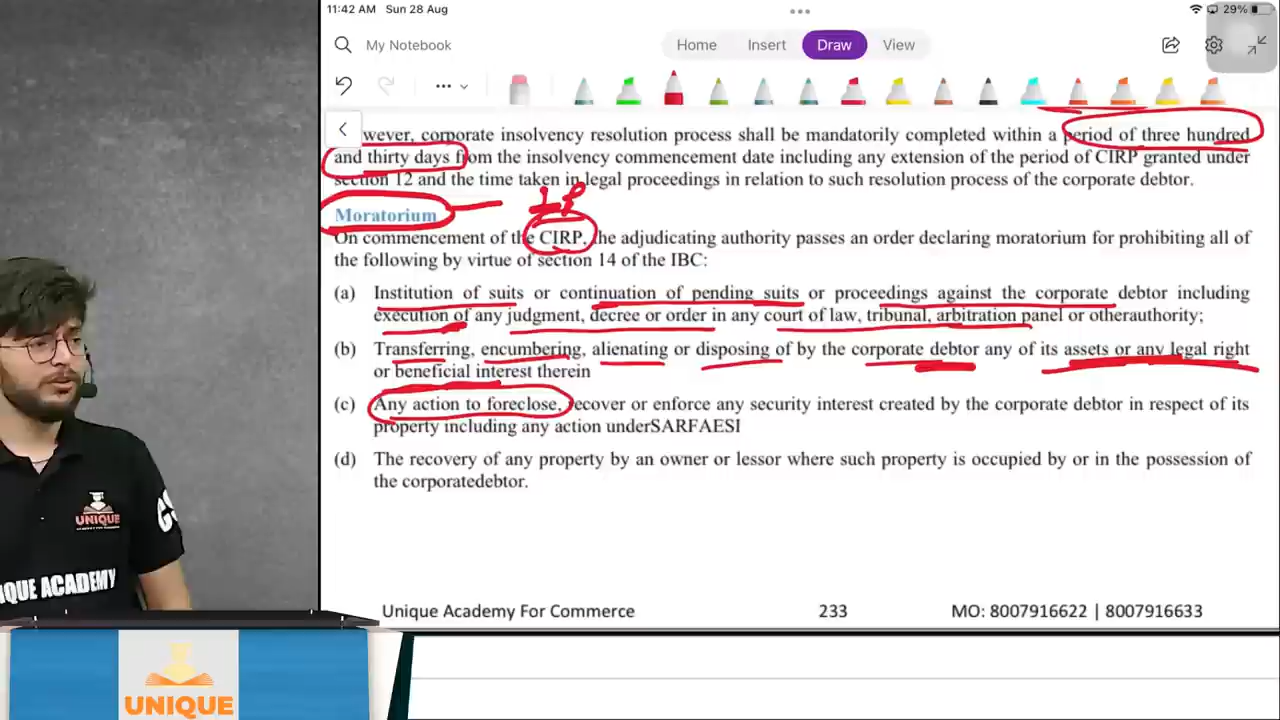 11:42 AM Sun 28 Aug
29%
My Notebook
Home Insert Draw View
wever, corporate insolvency resolution process shall be mandatorily completed within a period of three hundred
and thirty days from the insolvency commencement date including any extension of the period of CIRP granted under
section 12 and the time taken in legal proceedings in relation to such resolution process of the corporate debtor.
Moratorium
On commencement of the CIRP, the adjudicating authority passes an order declaring moratorium for prohibiting all of
the following by virtue of section 14 of the IBC:
(a) Institution of suits or continuation of pending suits or proceedings against the corporate debtor including
execution of any judgment, decree or order in any court of law, tribunal, arbitration panel or otherauthority;
(b) Transferring, encumbering, alienating or disposing of by the corporate debtor any of its assets or any legal right
or beneficial interest therein
(c) Any action to foreclose, recover or enforce any security interest created by the corporate debtor in respect of its
property including any action underSARFAESI
(d) The recovery of any property by an owner or lessor where such property is occupied by or in the possession of
the corporatedebtor.
Unique Academy For Commerce 233 MO: 8007916622 | 8007916633
UNIQUE
CS
IQUE ACADEMY
UNIQUE